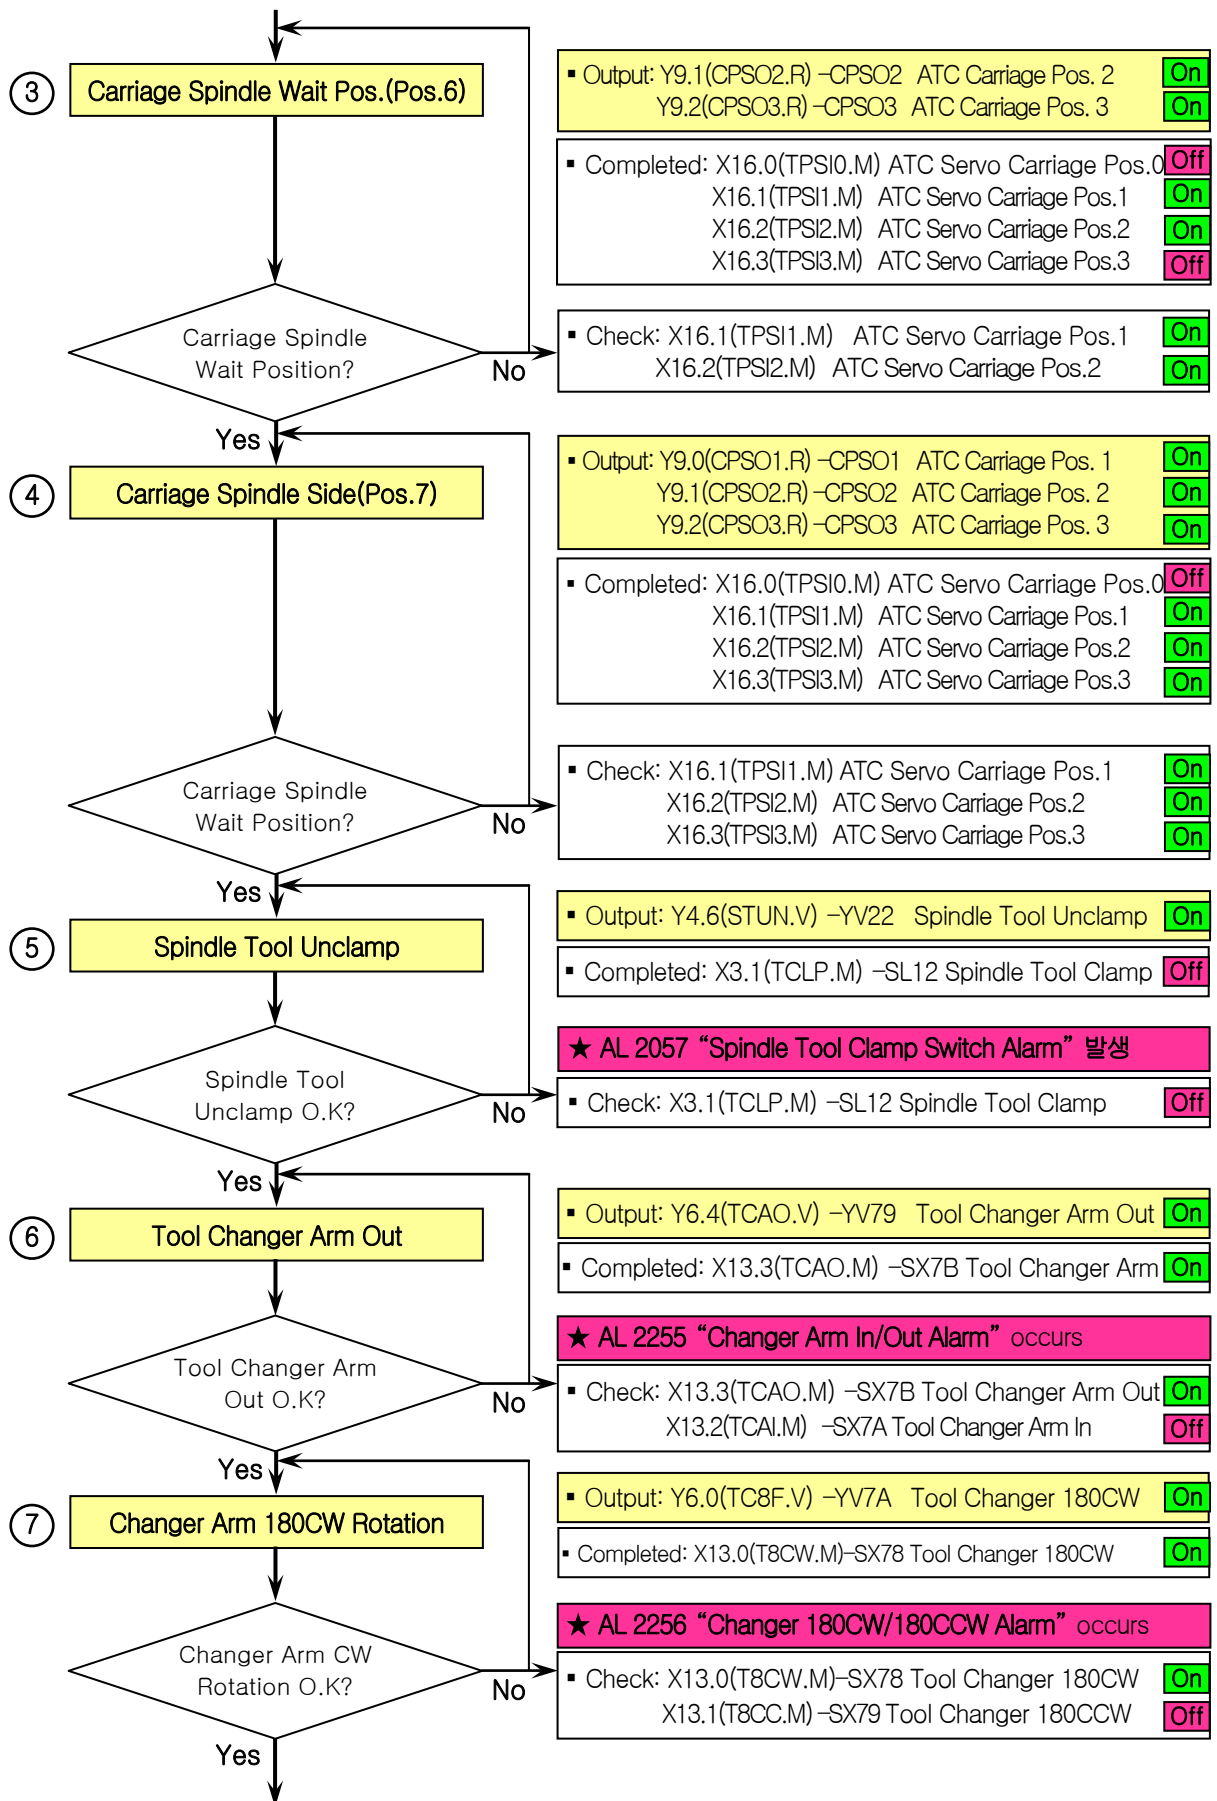 ③ Carriage Spindle Wait Pos.(Pos.6)
▪ Output: Y9.1(CPSO2.R) -CPSO2 ATC Carriage Pos. 2 On
Y9.2(CPSO3.R) -CPSO3 ATC Carriage Pos. 3 On
▪ Completed: X16.0(TPSI0.M) ATC Servo Carriage Pos.0 Off
X16.1(TPSI1.M) ATC Servo Carriage Pos.1 On
X16.2(TPSI2.M) ATC Servo Carriage Pos.2 On
X16.3(TPSI3.M) ATC Servo Carriage Pos.3 Off
Carriage Spindle
Wait Position?
No
▪ Check: X16.1(TPSI1.M) ATC Servo Carriage Pos.1 On
X16.2(TPSI2.M) ATC Servo Carriage Pos.2 On
Yes
④ Carriage Spindle Side(Pos.7)
▪ Output: Y9.0(CPSO1.R) -CPSO1 ATC Carriage Pos. 1 On
Y9.1(CPSO2.R) -CPSO2 ATC Carriage Pos. 2 On
Y9.2(CPSO3.R) -CPSO3 ATC Carriage Pos. 3 On
▪ Completed: X16.0(TPSI0.M) ATC Servo Carriage Pos.0 Off
X16.1(TPSI1.M) ATC Servo Carriage Pos.1 On
X16.2(TPSI2.M) ATC Servo Carriage Pos.2 On
X16.3(TPSI3.M) ATC Servo Carriage Pos.3 On
Carriage Spindle
Wait Position?
No
▪ Check: X16.1(TPSI1.M) ATC Servo Carriage Pos.1 On
X16.2(TPSI2.M) ATC Servo Carriage Pos.2 On
X16.3(TPSI3.M) ATC Servo Carriage Pos.3 On
Yes
⑤ Spindle Tool Unclamp
▪ Output: Y4.6(STUN.V) -YV22 Spindle Tool Unclamp On
▪ Completed: X3.1(TCLP.M) -SL12 Spindle Tool Clamp Off
★ AL 2057 “Spindle Tool Clamp Switch Alarm” 발생
Spindle Tool
Unclamp O.K?
No
▪ Check: X3.1(TCLP.M) -SL12 Spindle Tool Clamp Off
Yes
⑥ Tool Changer Arm Out
▪ Output: Y6.4(TCAO.V) -YV79 Tool Changer Arm Out On
▪ Completed: X13.3(TCAO.M) -SX7B Tool Changer Arm On
★ AL 2255 “Changer Arm In/Out Alarm” occurs
Tool Changer Arm
Out O.K?
No
▪ Check: X13.3(TCAO.M) -SX7B Tool Changer Arm Out On
X13.2(TCAI.M) -SX7A Tool Changer Arm In Off
Yes
⑦ Changer Arm 180CW Rotation
▪ Output: Y6.0(TC8F.V) -YV7A Tool Changer 180CW On
▪ Completed: X13.0(T8CW.M)-SX78 Tool Changer 180CW On
★ AL 2256 “Changer 180CW/180CCW Alarm” occurs
Changer Arm CW
Rotation O.K?
No
▪ Check: X13.0(T8CW.M)-SX78 Tool Changer 180CW On
X13.1(T8CC.M) -SX79 Tool Changer 180CCW Off
Yes